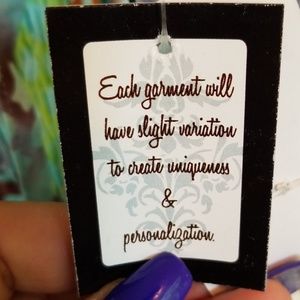 Each garment will
have slight variation
to create uniqueness
&
personalization.